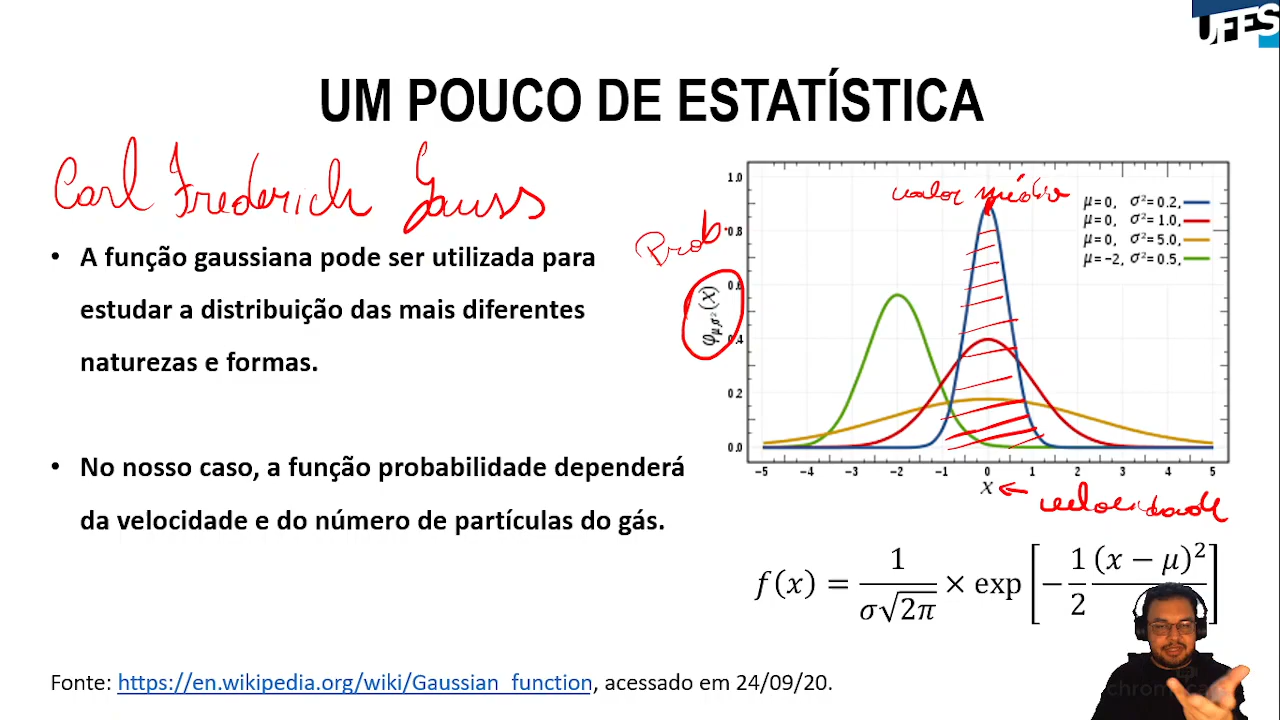 UFES
UM POUCO DE ESTATÍSTICA
Carl Frederich Gauss
• A função gaussiana pode ser utilizada para
estudar a distribuição das mais diferentes
naturezas e formas.
• No nosso caso, a função probabilidade dependerá
da velocidade e do número de partículas do gás.
Prob.
valor médio
φμ,σ²(x)
1.0
0.8
0.6
0.4
0.2
0.0
μ=0, σ²=0.2,
μ=0, σ²=1.0,
μ=0, σ²=5.0,
μ=−2, σ²=0.5,
−5 −4 −3 −2 −1 0 1 2 3 4 5
x ← velocidade
f(x) = 1/σ√2π × exp[−1/2 (x − μ)²]
Fonte: https://en.wikipedia.org/wiki/Gaussian_function, acessado em 24/09/20.